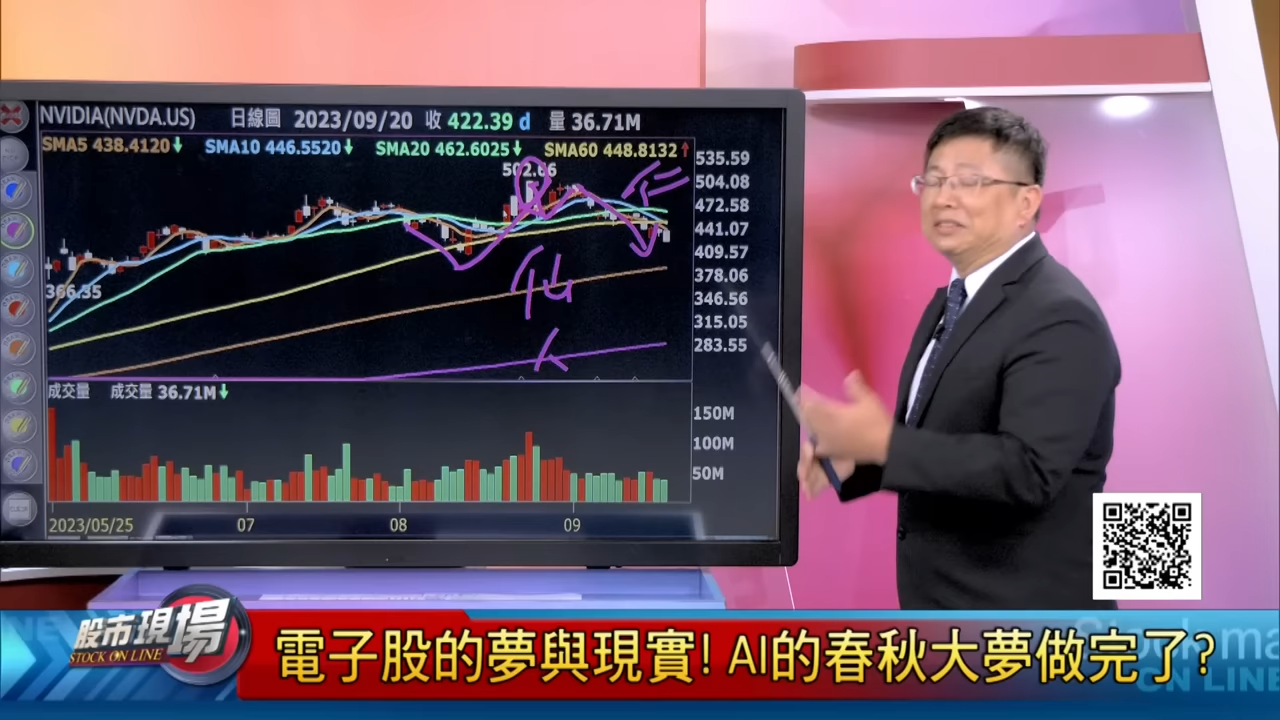 NVIDIA(NVDA.US) 日線圖 2023/09/20 收 422.39 d 量 36.71M
SMA5 438.4120↓ SMA10 446.5520↓ SMA20 462.6025↓ SMA60 448.8132↑
502.66
366.35
535.59
504.08
472.58
441.07
409.57
378.06
346.56
315.05
283.55
成交量 成交量 36.71M↓
150M
100M
50M
2023/05/25 07 08 09
股市現場
STOCK ON LINE
電子股的夢與現實! AI的春秋大夢做完了?
ON LINE